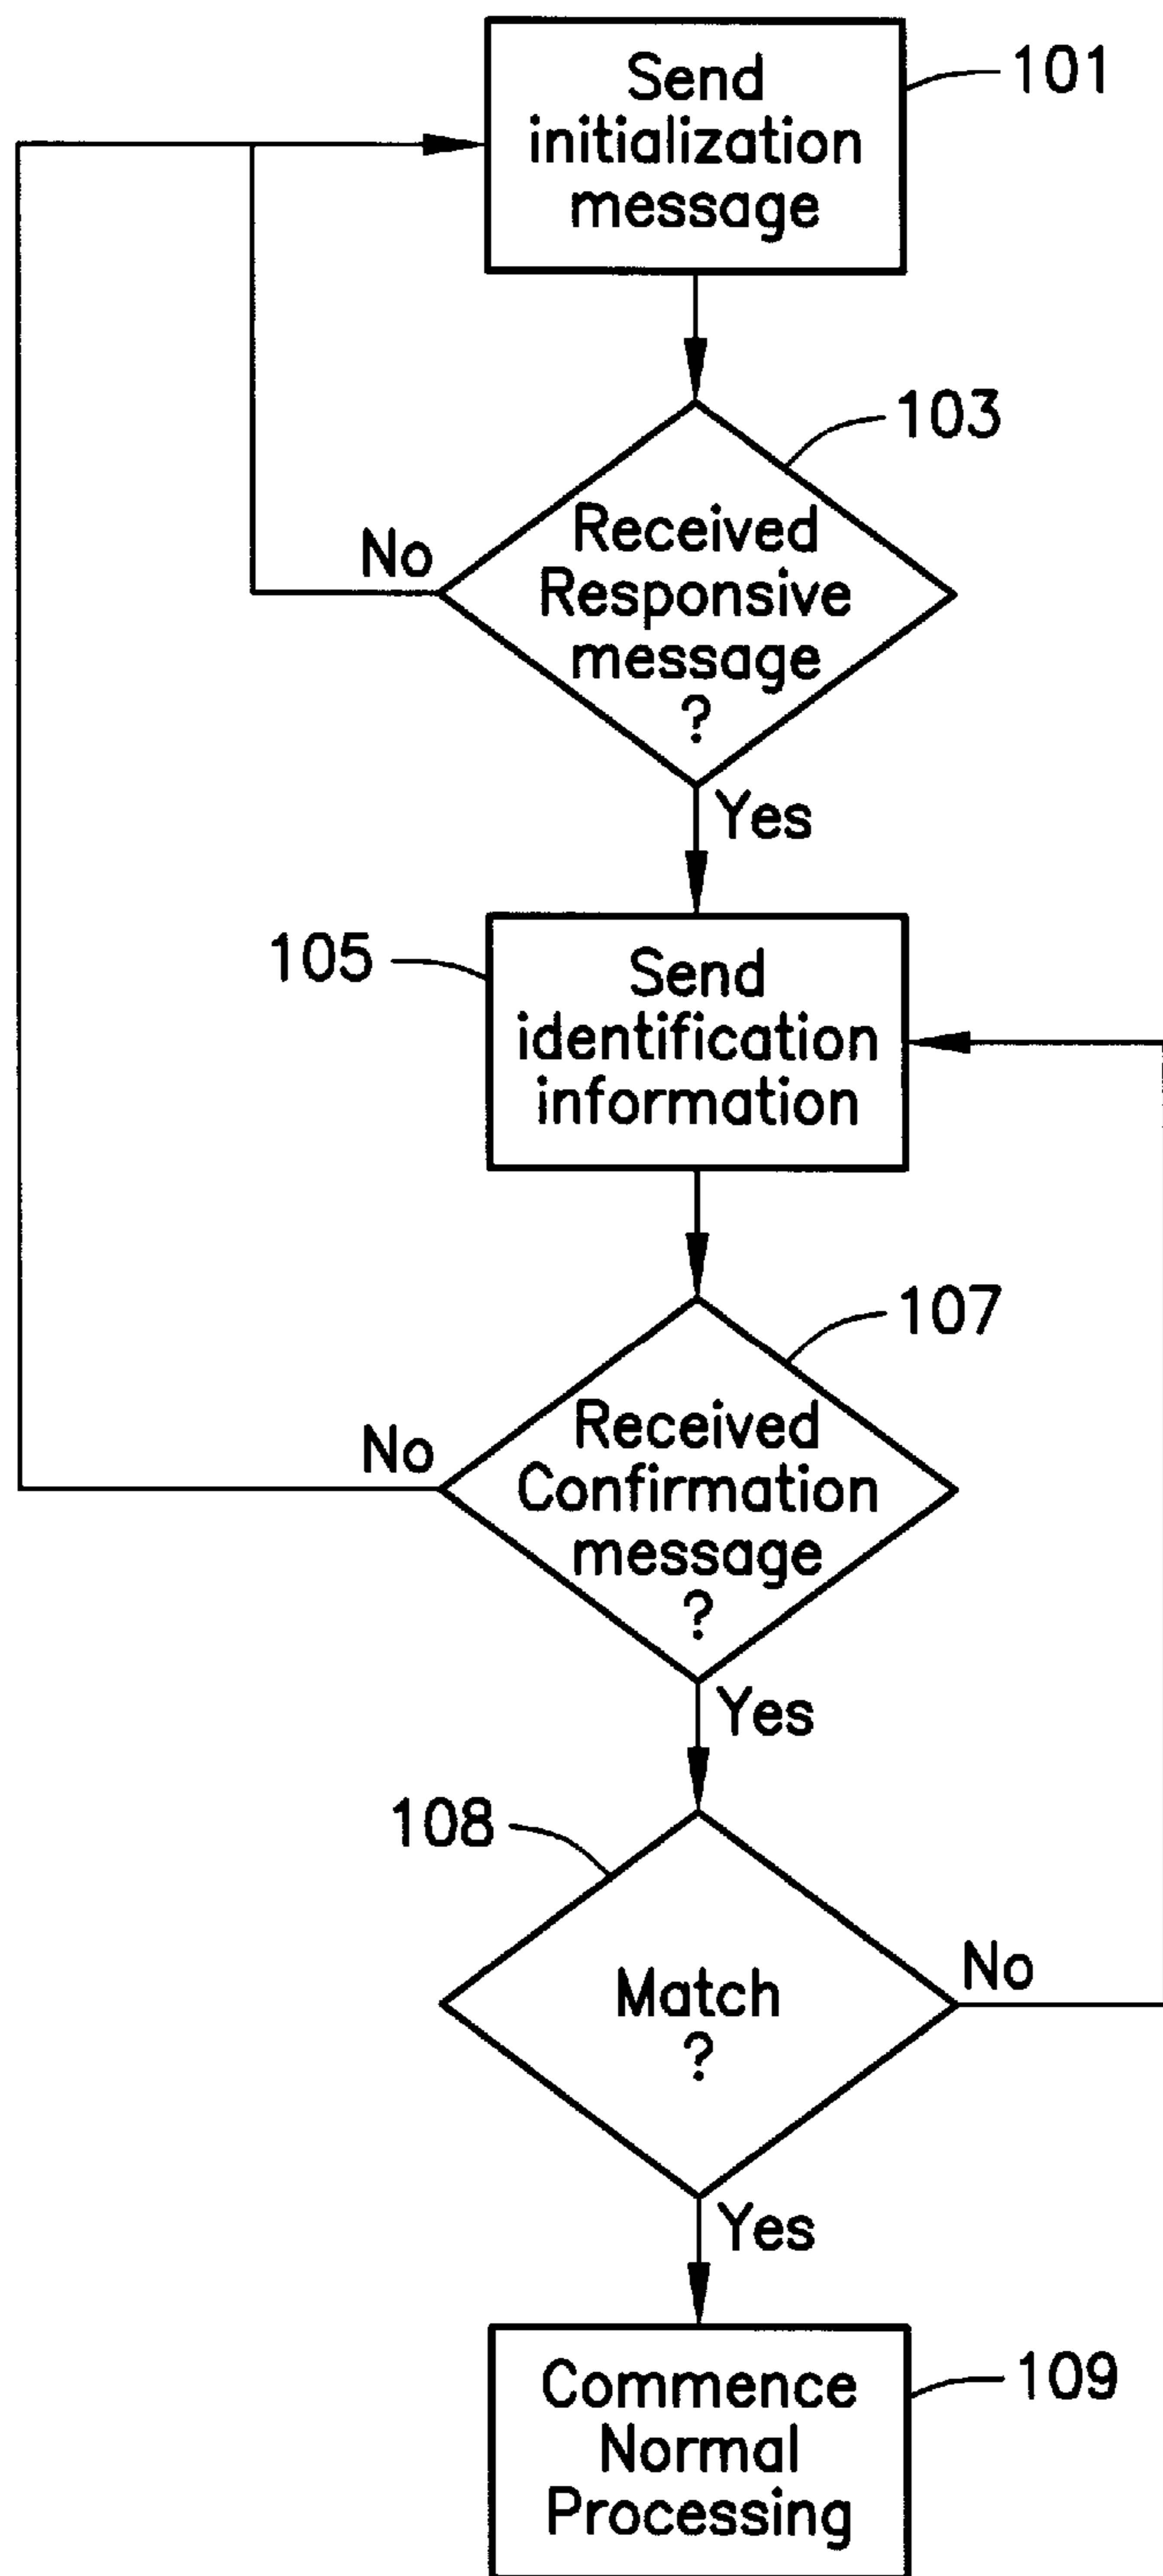 Send
initialization
message
101
103
Received
Responsive
message
?
No
Yes
105
Send
identification
information
107
Received
Confirmation
message
?
No
Yes
108
Match
?
No
Yes
Commence
Normal
Processing
109